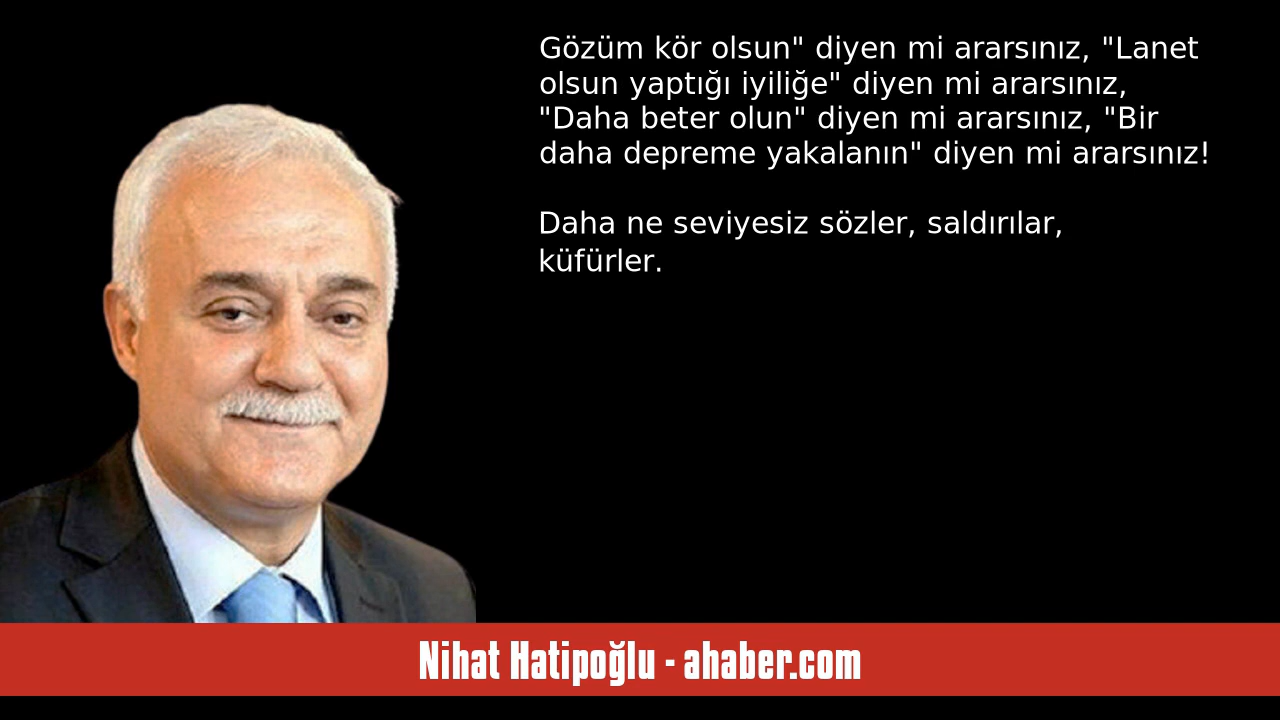 Gözüm kör olsun" diyen mi ararsınız, "Lanet
olsun yaptığı iyiliğe" diyen mi ararsınız,
"Daha beter olun" diyen mi ararsınız, "Bir
daha depreme yakalanın" diyen mi ararsınız!
Daha ne seviyesiz sözler, saldırılar,
küfürler.
Nihat Hatipoğlu - ahaber.com